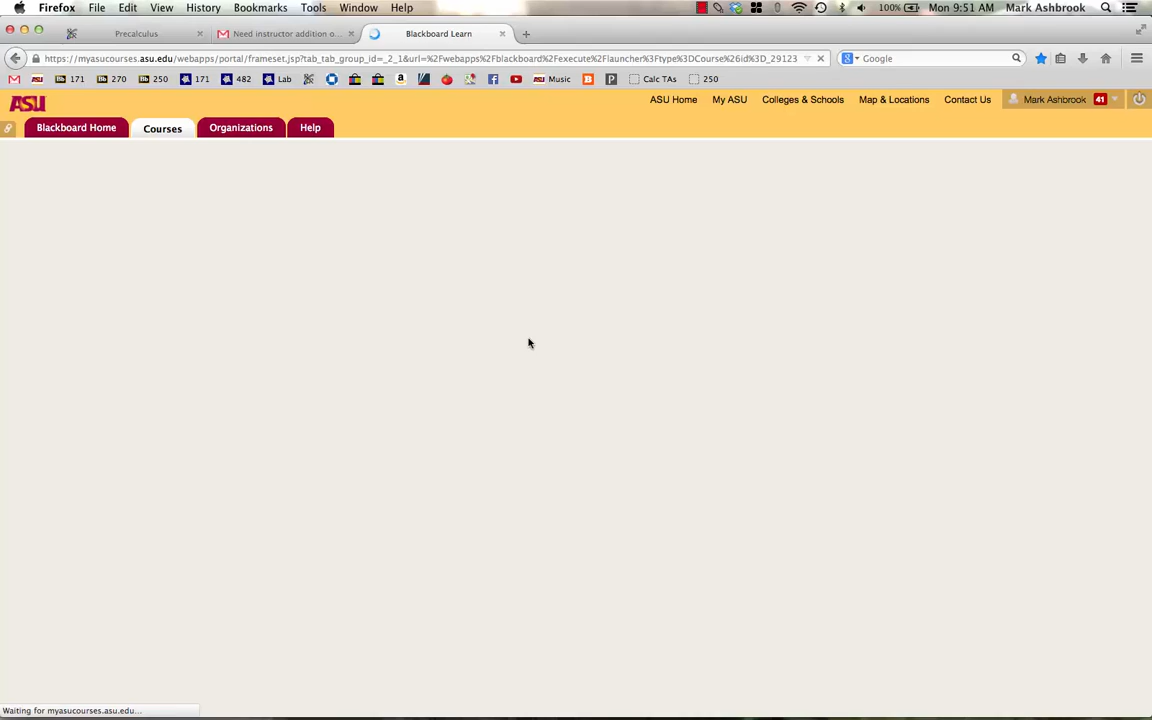 Firefox File Edit View History Bookmarks Tools Window Help 100% Mon 9:51 AM Mark Ashbrook
Precalculus Need instructor addition o... Blackboard Learn
https://myasucourses.asu.edu/webapps/portal/frameset.jsp?tab_tab_group_id=_2_1&url=%2Fwebapps%2Fblackboard%2Fexecute%2Flauncher%3Ftype%3DCourse%26id%3D_29123 Google
171 270 250 171 482 Lab Music Calc TAs 250
ASU ASU Home My ASU Colleges & Schools Map & Locations Contact Us Mark Ashbrook 41
Blackboard Home Courses Organizations Help
Waiting for myasucourses.asu.edu...